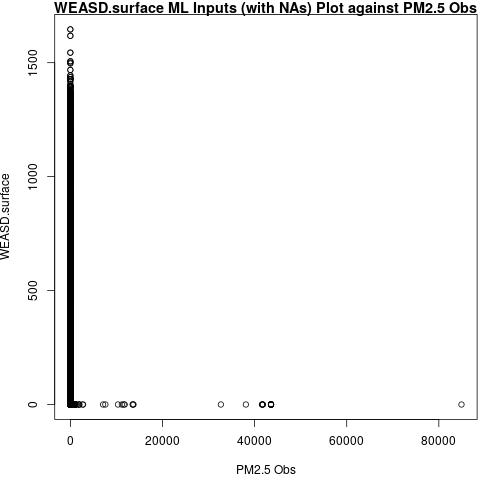 WEASD.surface ML Inputs (with NAs) Plot against PM2.5 Obs
1500
1000
500
0
WEASD.surface
0 20000 40000 60000 80000
PM2.5 Obs